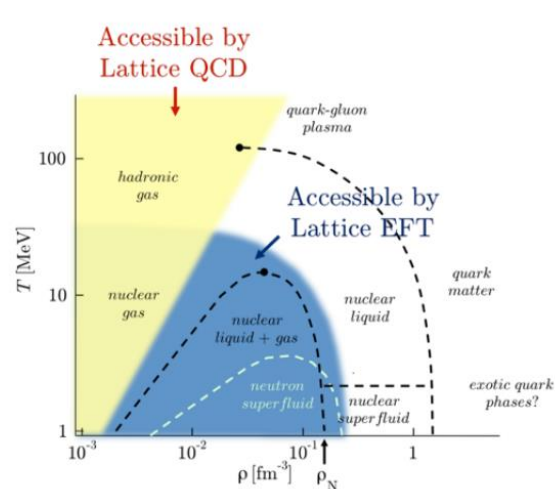 Accessible by
Lattice QCD
quark-gluon
plasma
100
hadronic
gas
Accessible by
Lattice EFT
T [MeV]
quark
matter
10
nuclear
gas
nuclear
liquid
nuclear
liquid + gas
neutron
superfluid
nuclear
superfluid
exotic quark
phases?
1
10⁻³
10⁻²
10⁻¹
1
ρ [fm⁻³]
ρ_N